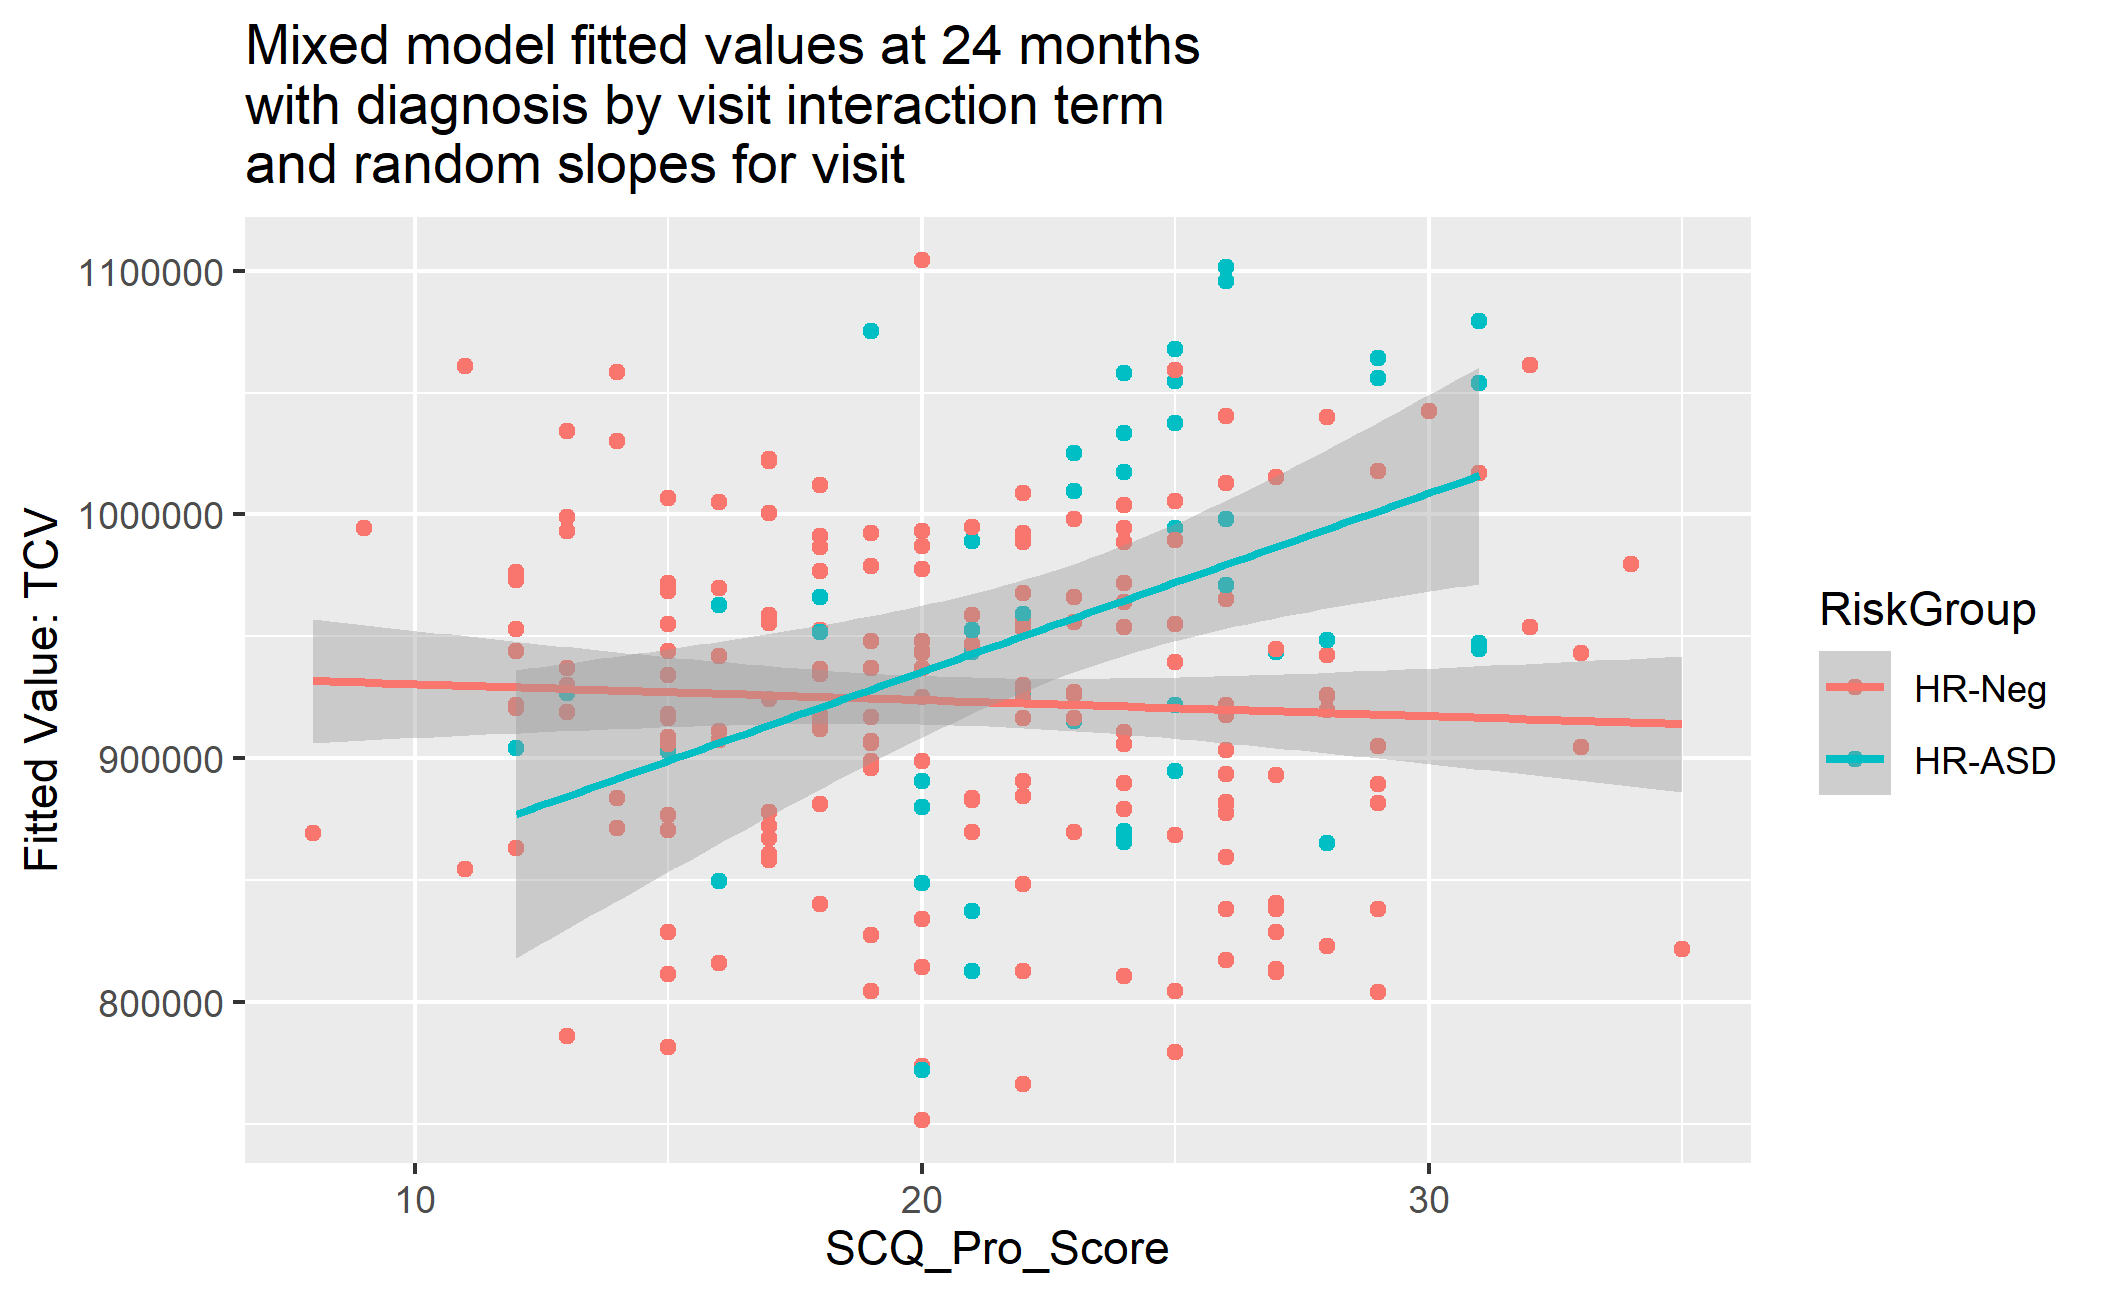 Mixed model fitted values at 24 months
with diagnosis by visit interaction term
and random slopes for visit
1100000
1000000
900000
800000
Fitted Value: TCV
10
20
30
SCQ_Pro_Score
RiskGroup
HR-Neg
HR-ASD